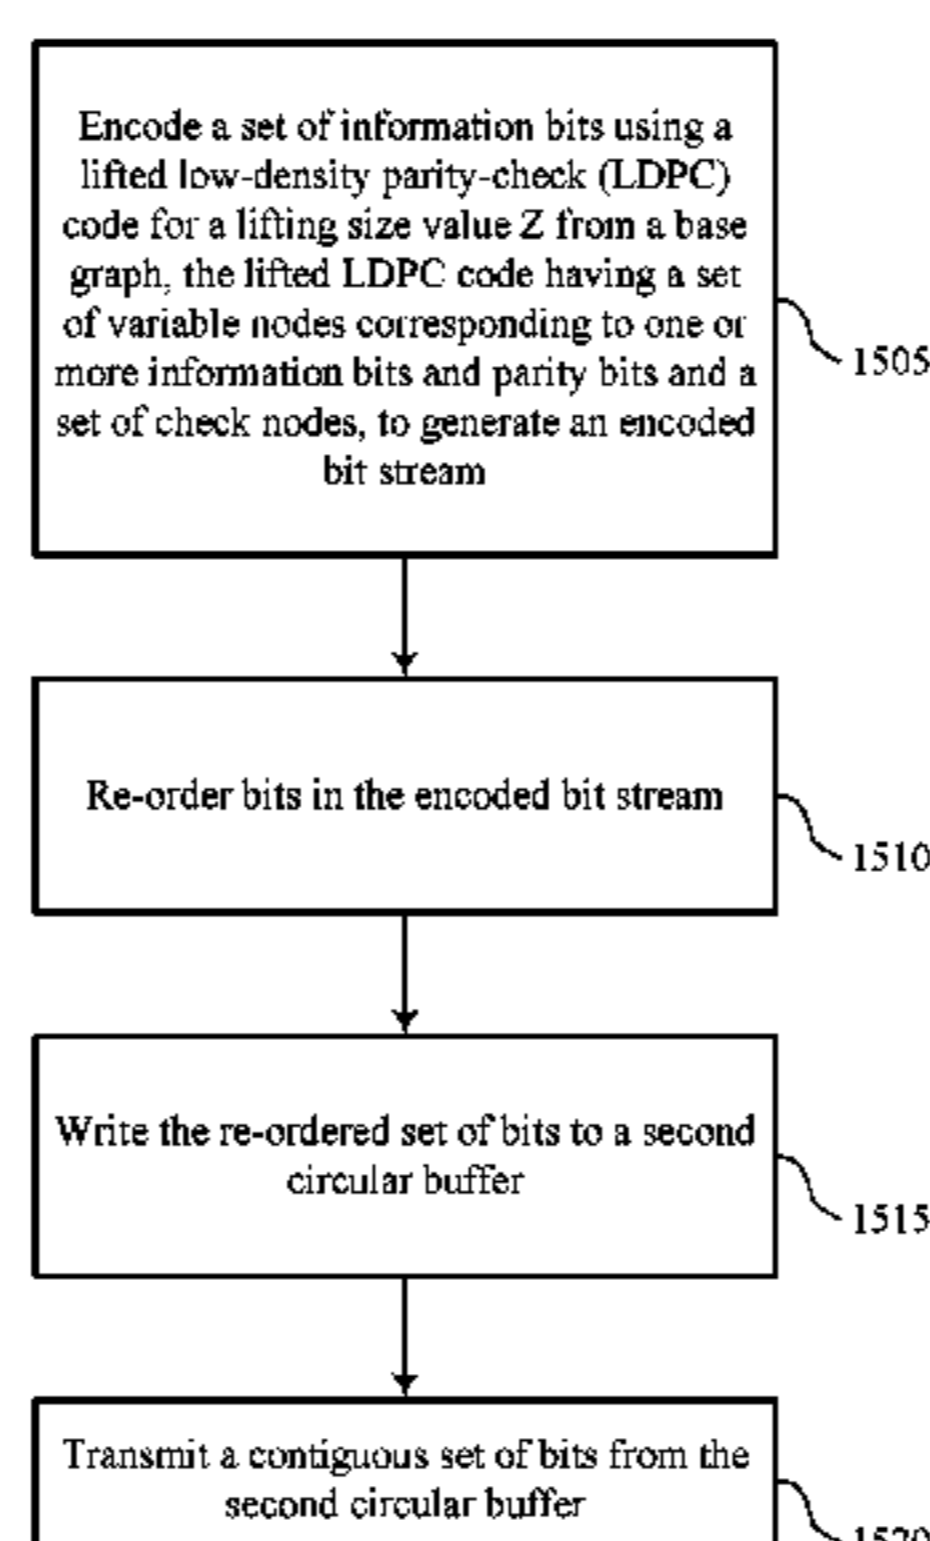 Encode a set of information bits using a
lifted low-density parity-check (LDPC)
code for a lifting size value Z from a base
graph, the lifted LDPC code having a set
of variable nodes corresponding to one or
more information bits and parity bits and a
set of check nodes, to generate an encoded
bit stream
1505
Re-order bits in the encoded bit stream
1510
Write the re-ordered set of bits to a second
circular buffer
1515
Transmit a contiguous set of bits from the
second circular buffer
1520